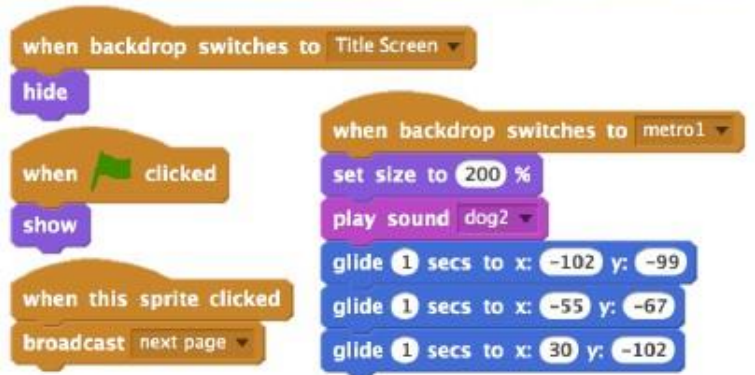 when backdrop switches to Title Screen
hide
when clicked
show
when this sprite clicked
broadcast next page
when backdrop switches to metro1
set size to 200 %
play sound dog2
glide 1 secs to x: -102 y: -99
glide 1 secs to x: -55 y: -67
glide 1 secs to x: 30 y: -102